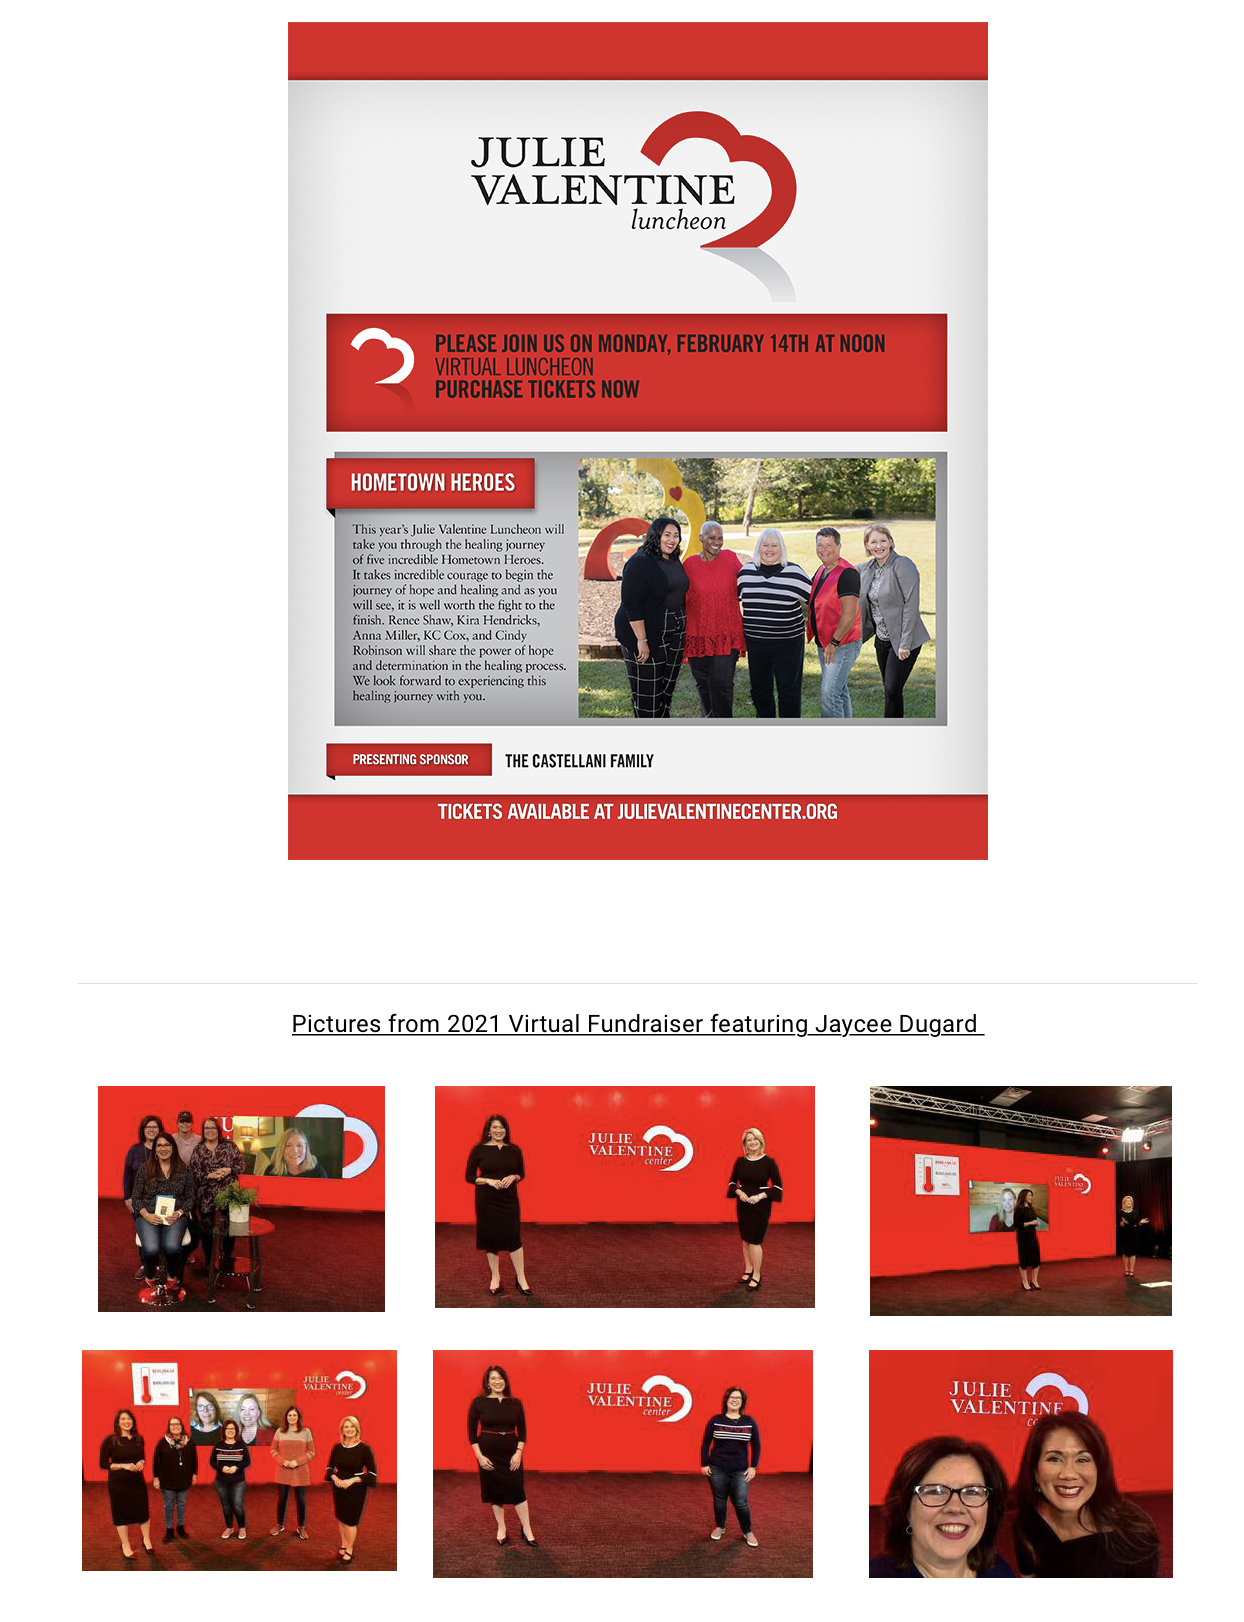 JULIE
VALENTINE
luncheon
PLEASE JOIN US ON MONDAY, FEBRUARY 14TH AT NOON
VIRTUAL LUNCHEON
PURCHASE TICKETS NOW
HOMETOWN HEROES
This year's Julie Valentine Luncheon will
take you through the healing journey
of five incredible Hometown Heroes.
It takes incredible courage to begin the
journey of hope and healing and as you
will see, it is well worth the fight to the
finish. Renee Shaw, Kira Hendricks,
Anna Miller, KC Cox, and Cindy
Robinson will share the power of hope
and determination in the healing process.
We look forward to experiencing this
healing journey with you.
PRESENTING SPONSOR THE CASTELLANI FAMILY
TICKETS AVAILABLE AT JULIEVALENTINECENTER.ORG
Pictures from 2021 Virtual Fundraiser featuring Jaycee Dugard
JULIE
VALENTINE
center
JULIE
VALENTINE
JULIE
VALENTINE
center
JULIE
VALENTINE
center
JULIE
VALENTINE